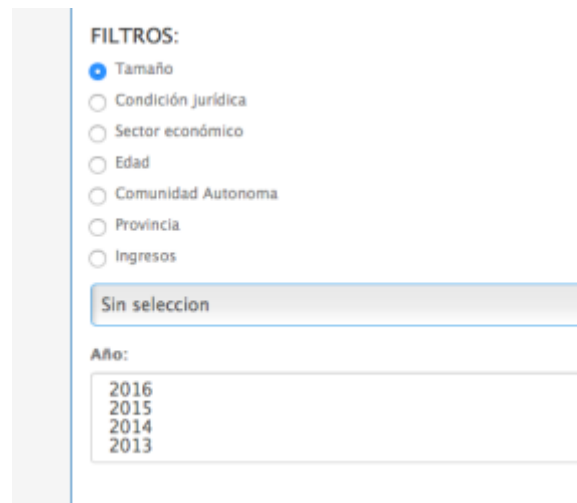 FILTROS:
Tamaño
Condición jurídica
Sector económico
Edad
Comunidad Autonoma
Provincia
Ingresos
Sin seleccion
Año:
2016
2015
2014
2013